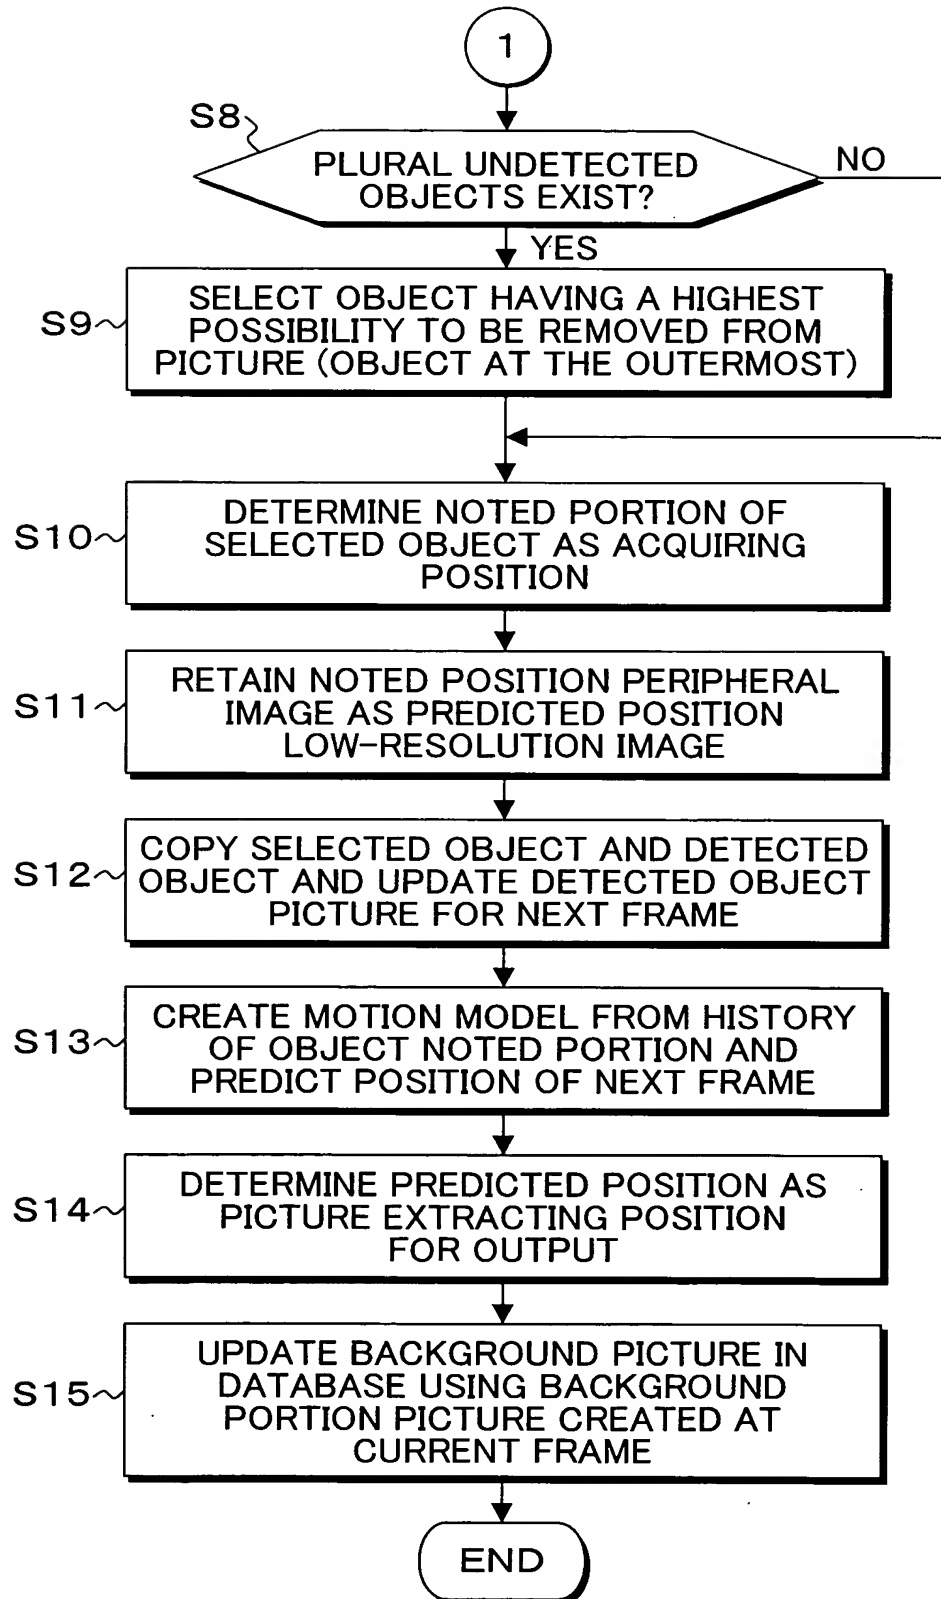 1
S8
PLURAL UNDETECTED
OBJECTS EXIST?
NO
YES
S9
SELECT OBJECT HAVING A HIGHEST
POSSIBILITY TO BE REMOVED FROM
PICTURE (OBJECT AT THE OUTERMOST)
S10
DETERMINE NOTED PORTION OF
SELECTED OBJECT AS ACQUIRING
POSITION
S11
RETAIN NOTED POSITION PERIPHERAL
IMAGE AS PREDICTED POSITION
LOW-RESOLUTION IMAGE
S12
COPY SELECTED OBJECT AND DETECTED
OBJECT AND UPDATE DETECTED OBJECT
PICTURE FOR NEXT FRAME
S13
CREATE MOTION MODEL FROM HISTORY
OF OBJECT NOTED PORTION AND
PREDICT POSITION OF NEXT FRAME
S14
DETERMINE PREDICTED POSITION AS
PICTURE EXTRACTING POSITION
FOR OUTPUT
S15
UPDATE BACKGROUND PICTURE IN
DATABASE USING BACKGROUND
PORTION PICTURE CREATED AT
CURRENT FRAME
END